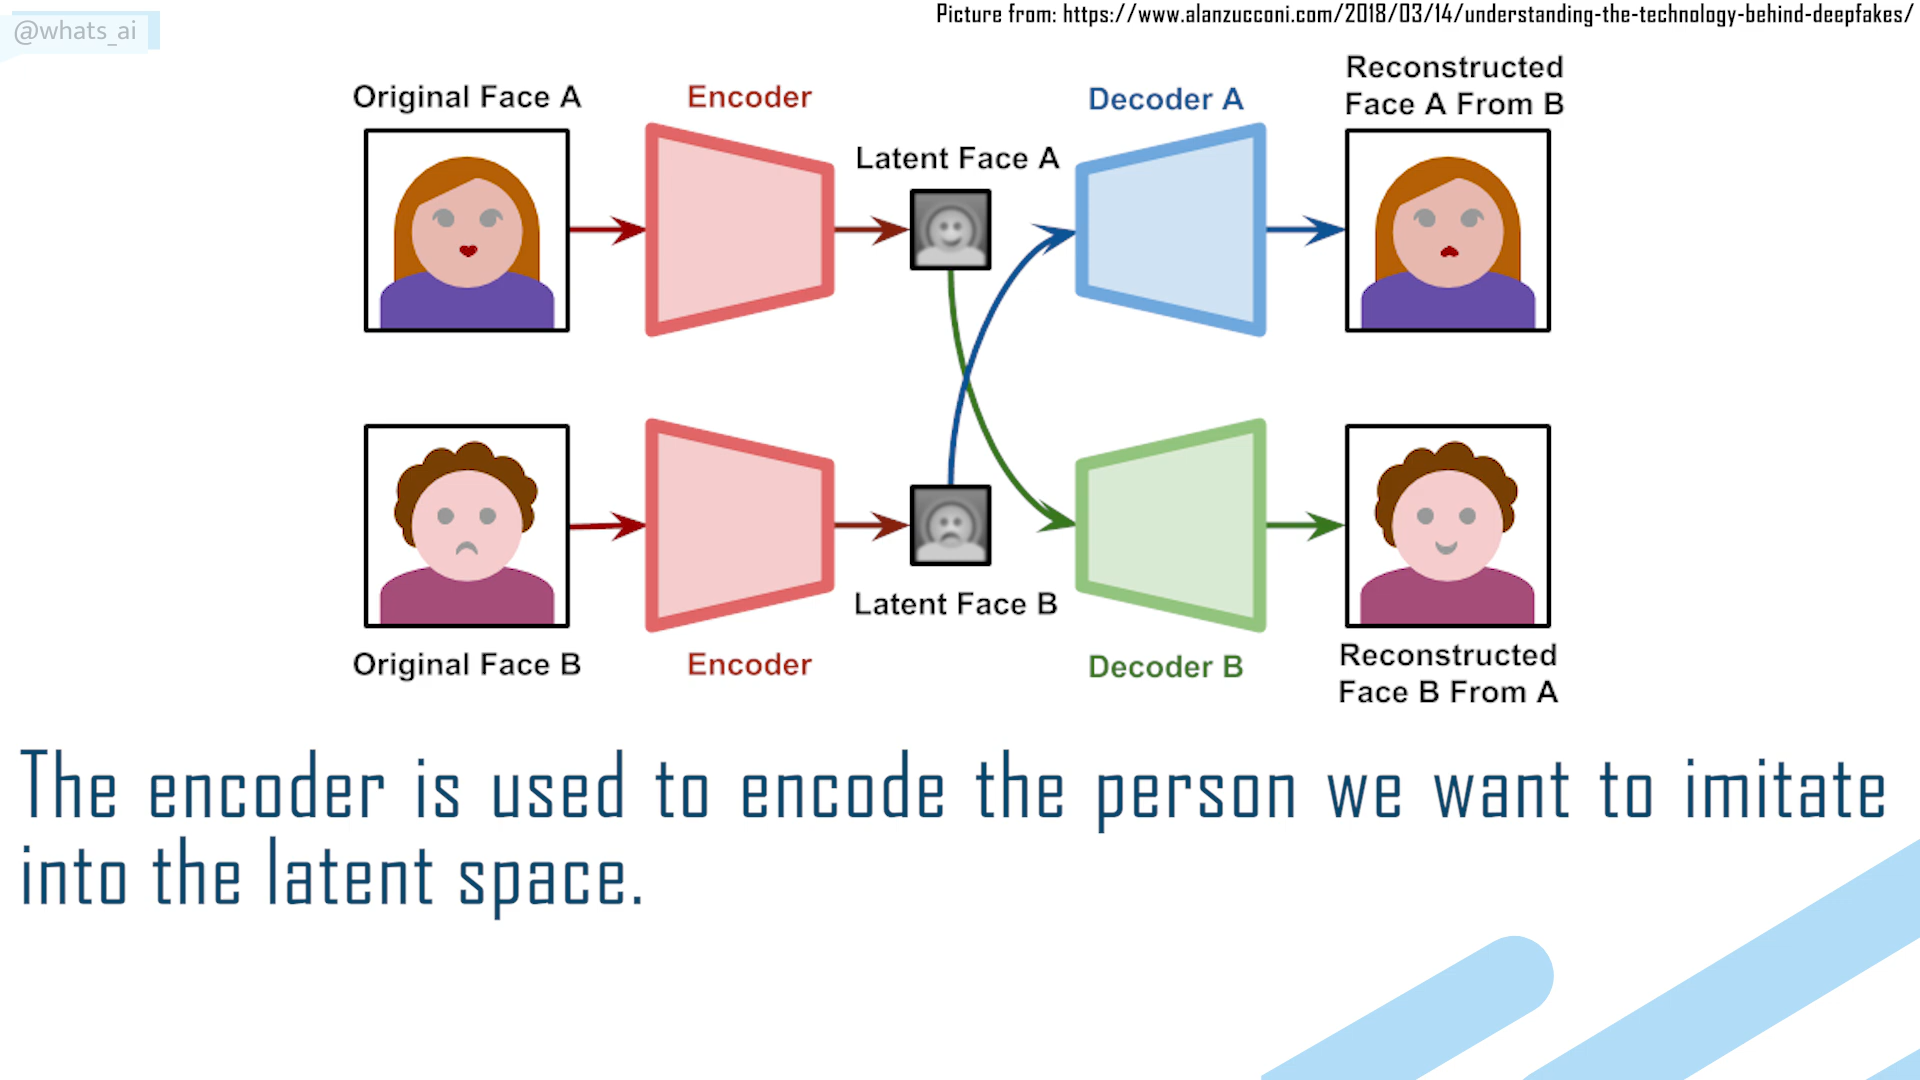 @whats_ai
Picture from: https://www.alanzucconi.com/2018/03/14/understanding-the-technology-behind-deepfakes/
Original Face A
Encoder
Latent Face A
Decoder A
Reconstructed
Face A From B
Original Face B
Encoder
Latent Face B
Decoder B
Reconstructed
Face B From A
The encoder is used to encode the person we want to imitate
into the latent space.